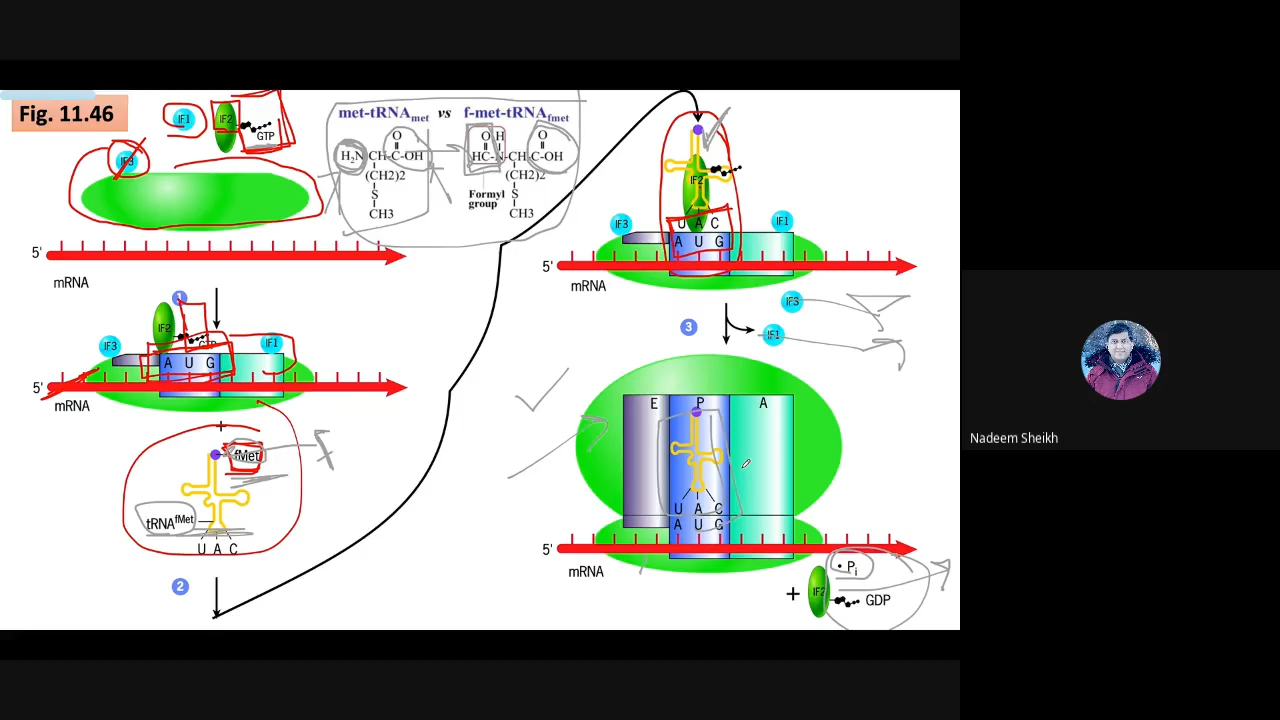 Fig. 11.46
IF1
IF2
GTP
IF3
5'
mRNA
met-tRNAmet vs f-met-tRNAfmet
O
H2N CH-C-OH
(CH2)2
S
CH3
O H O
HC-N-CH-C-OH
(CH2)2
S
CH3
Formyl
group
1
IF2
GTP
IF3
IF1
A U G
5'
mRNA
+
fMet
tRNAfMet
U A C
2
IF2
IF3
U A C
IF1
A U G
5'
mRNA
IF3
3
IF1
E P A
U A C
A U G
5'
mRNA
+
IF2
• Pi
GDP
Nadeem Sheikh